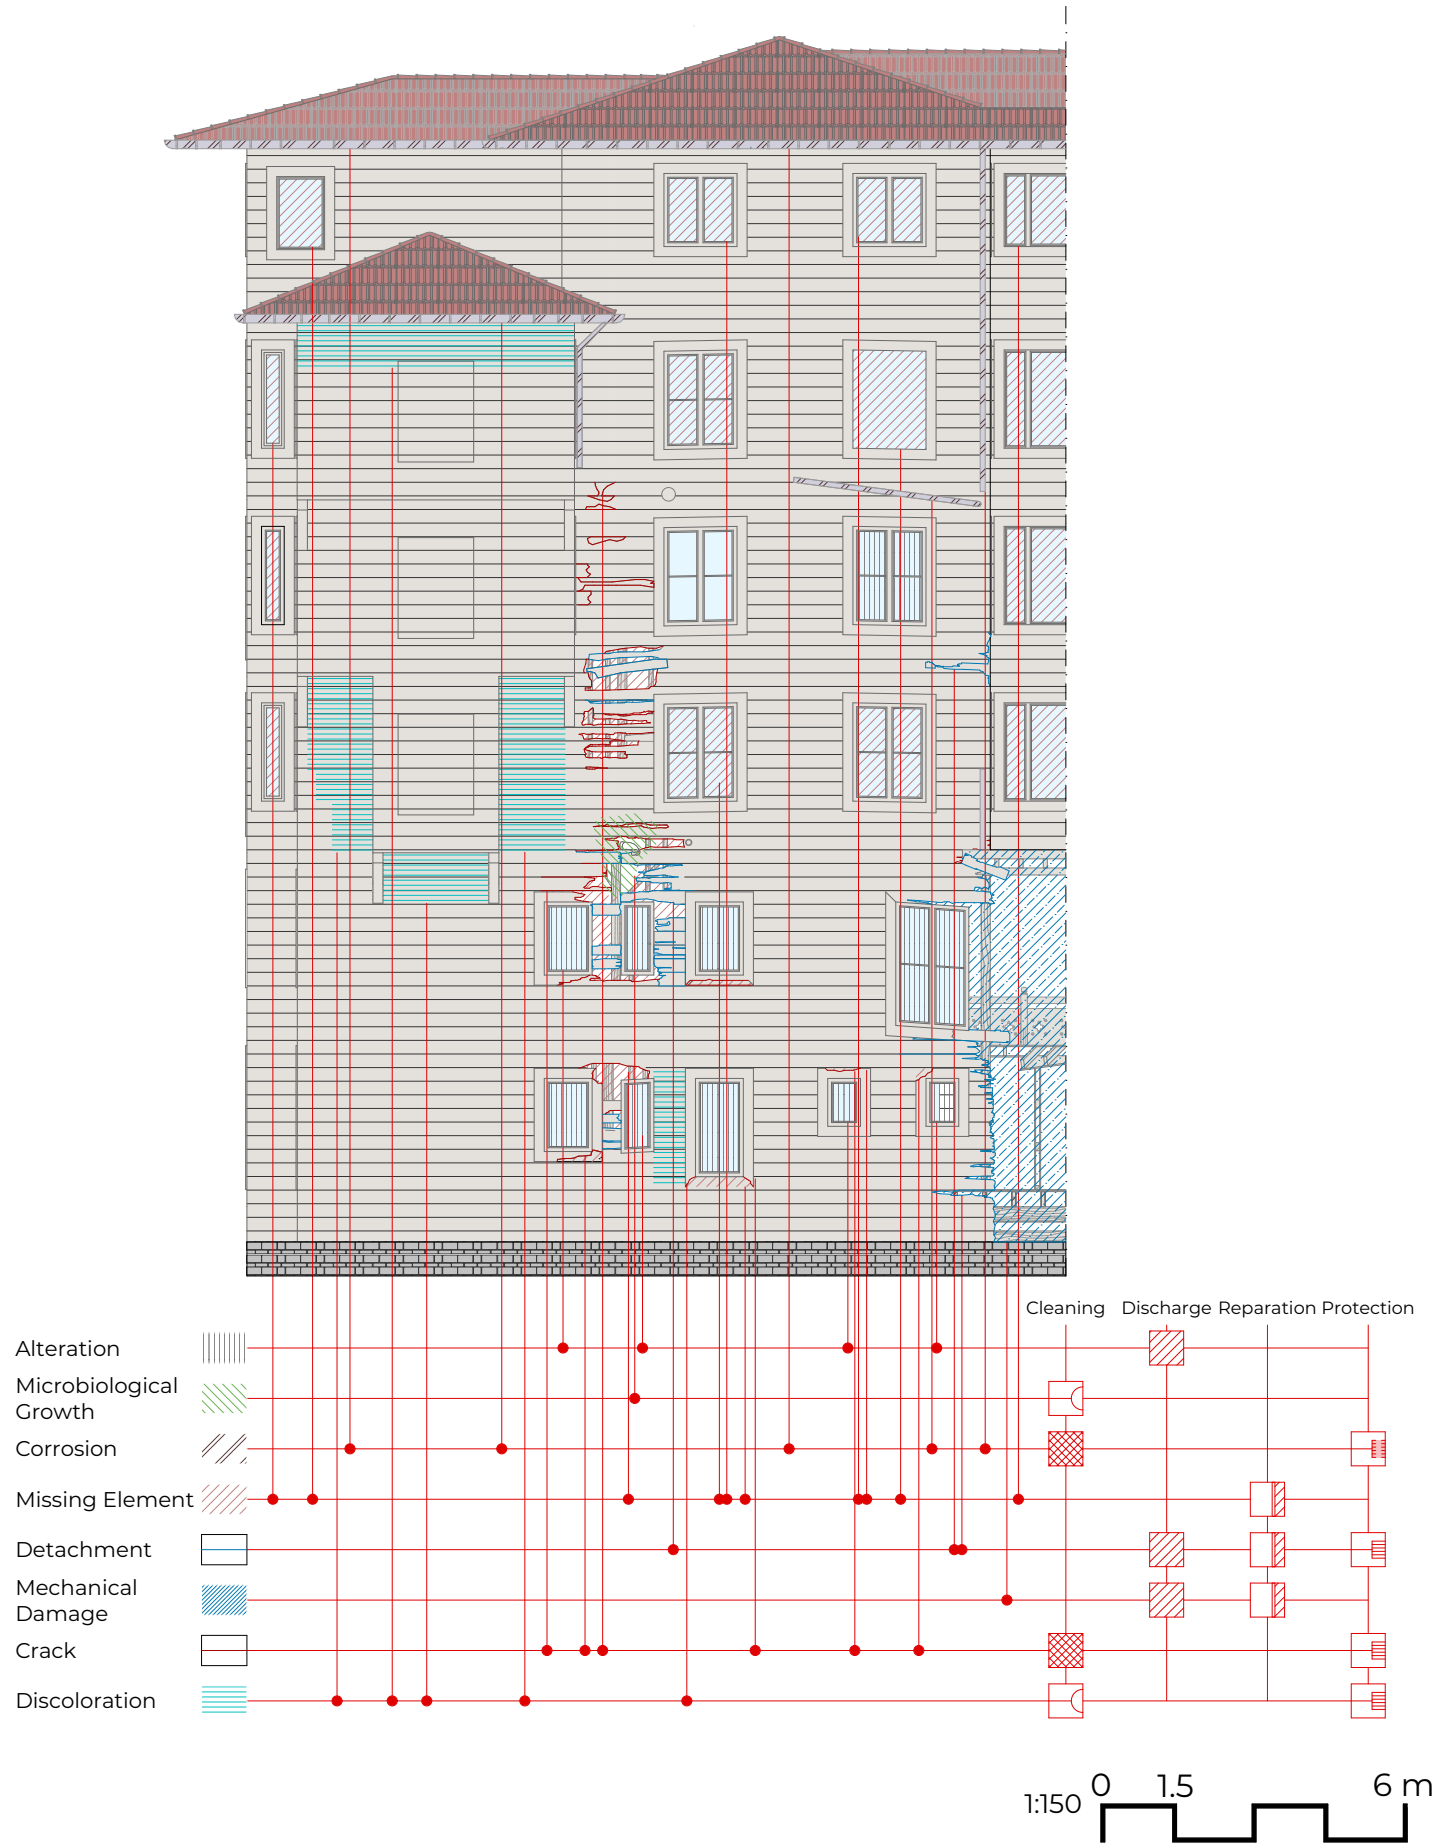 Cleaning Discharge Reparation Protection
Alteration
Microbiological
Growth
Corrosion
Missing Element
Detachment
Mechanical
Damage
Crack
Discoloration
1:150 0 1.5 6 m